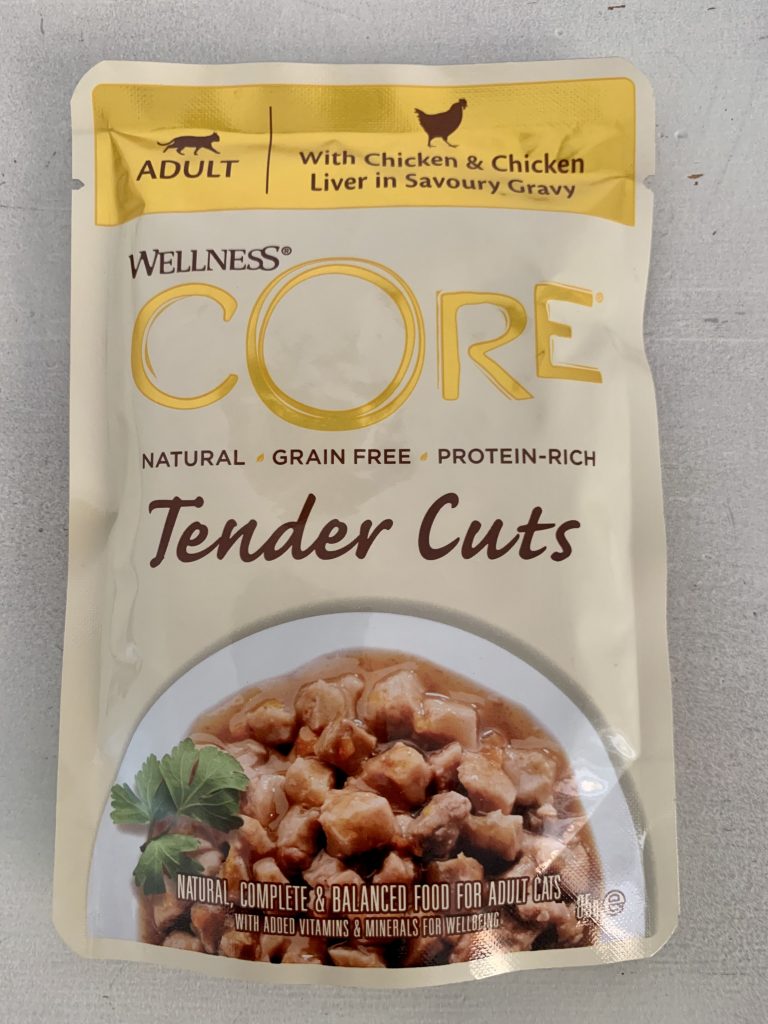 ADULT
With Chicken & Chicken
Liver in Savoury Gravy
WELLNESS®
CORE®
NATURAL • GRAIN FREE • PROTEIN-RICH
Tender Cuts
NATURAL, COMPLETE & BALANCED FOOD FOR ADULT CATS
WITH ADDED VITAMINS & MINERALS FOR WELLBEING
85g ℮